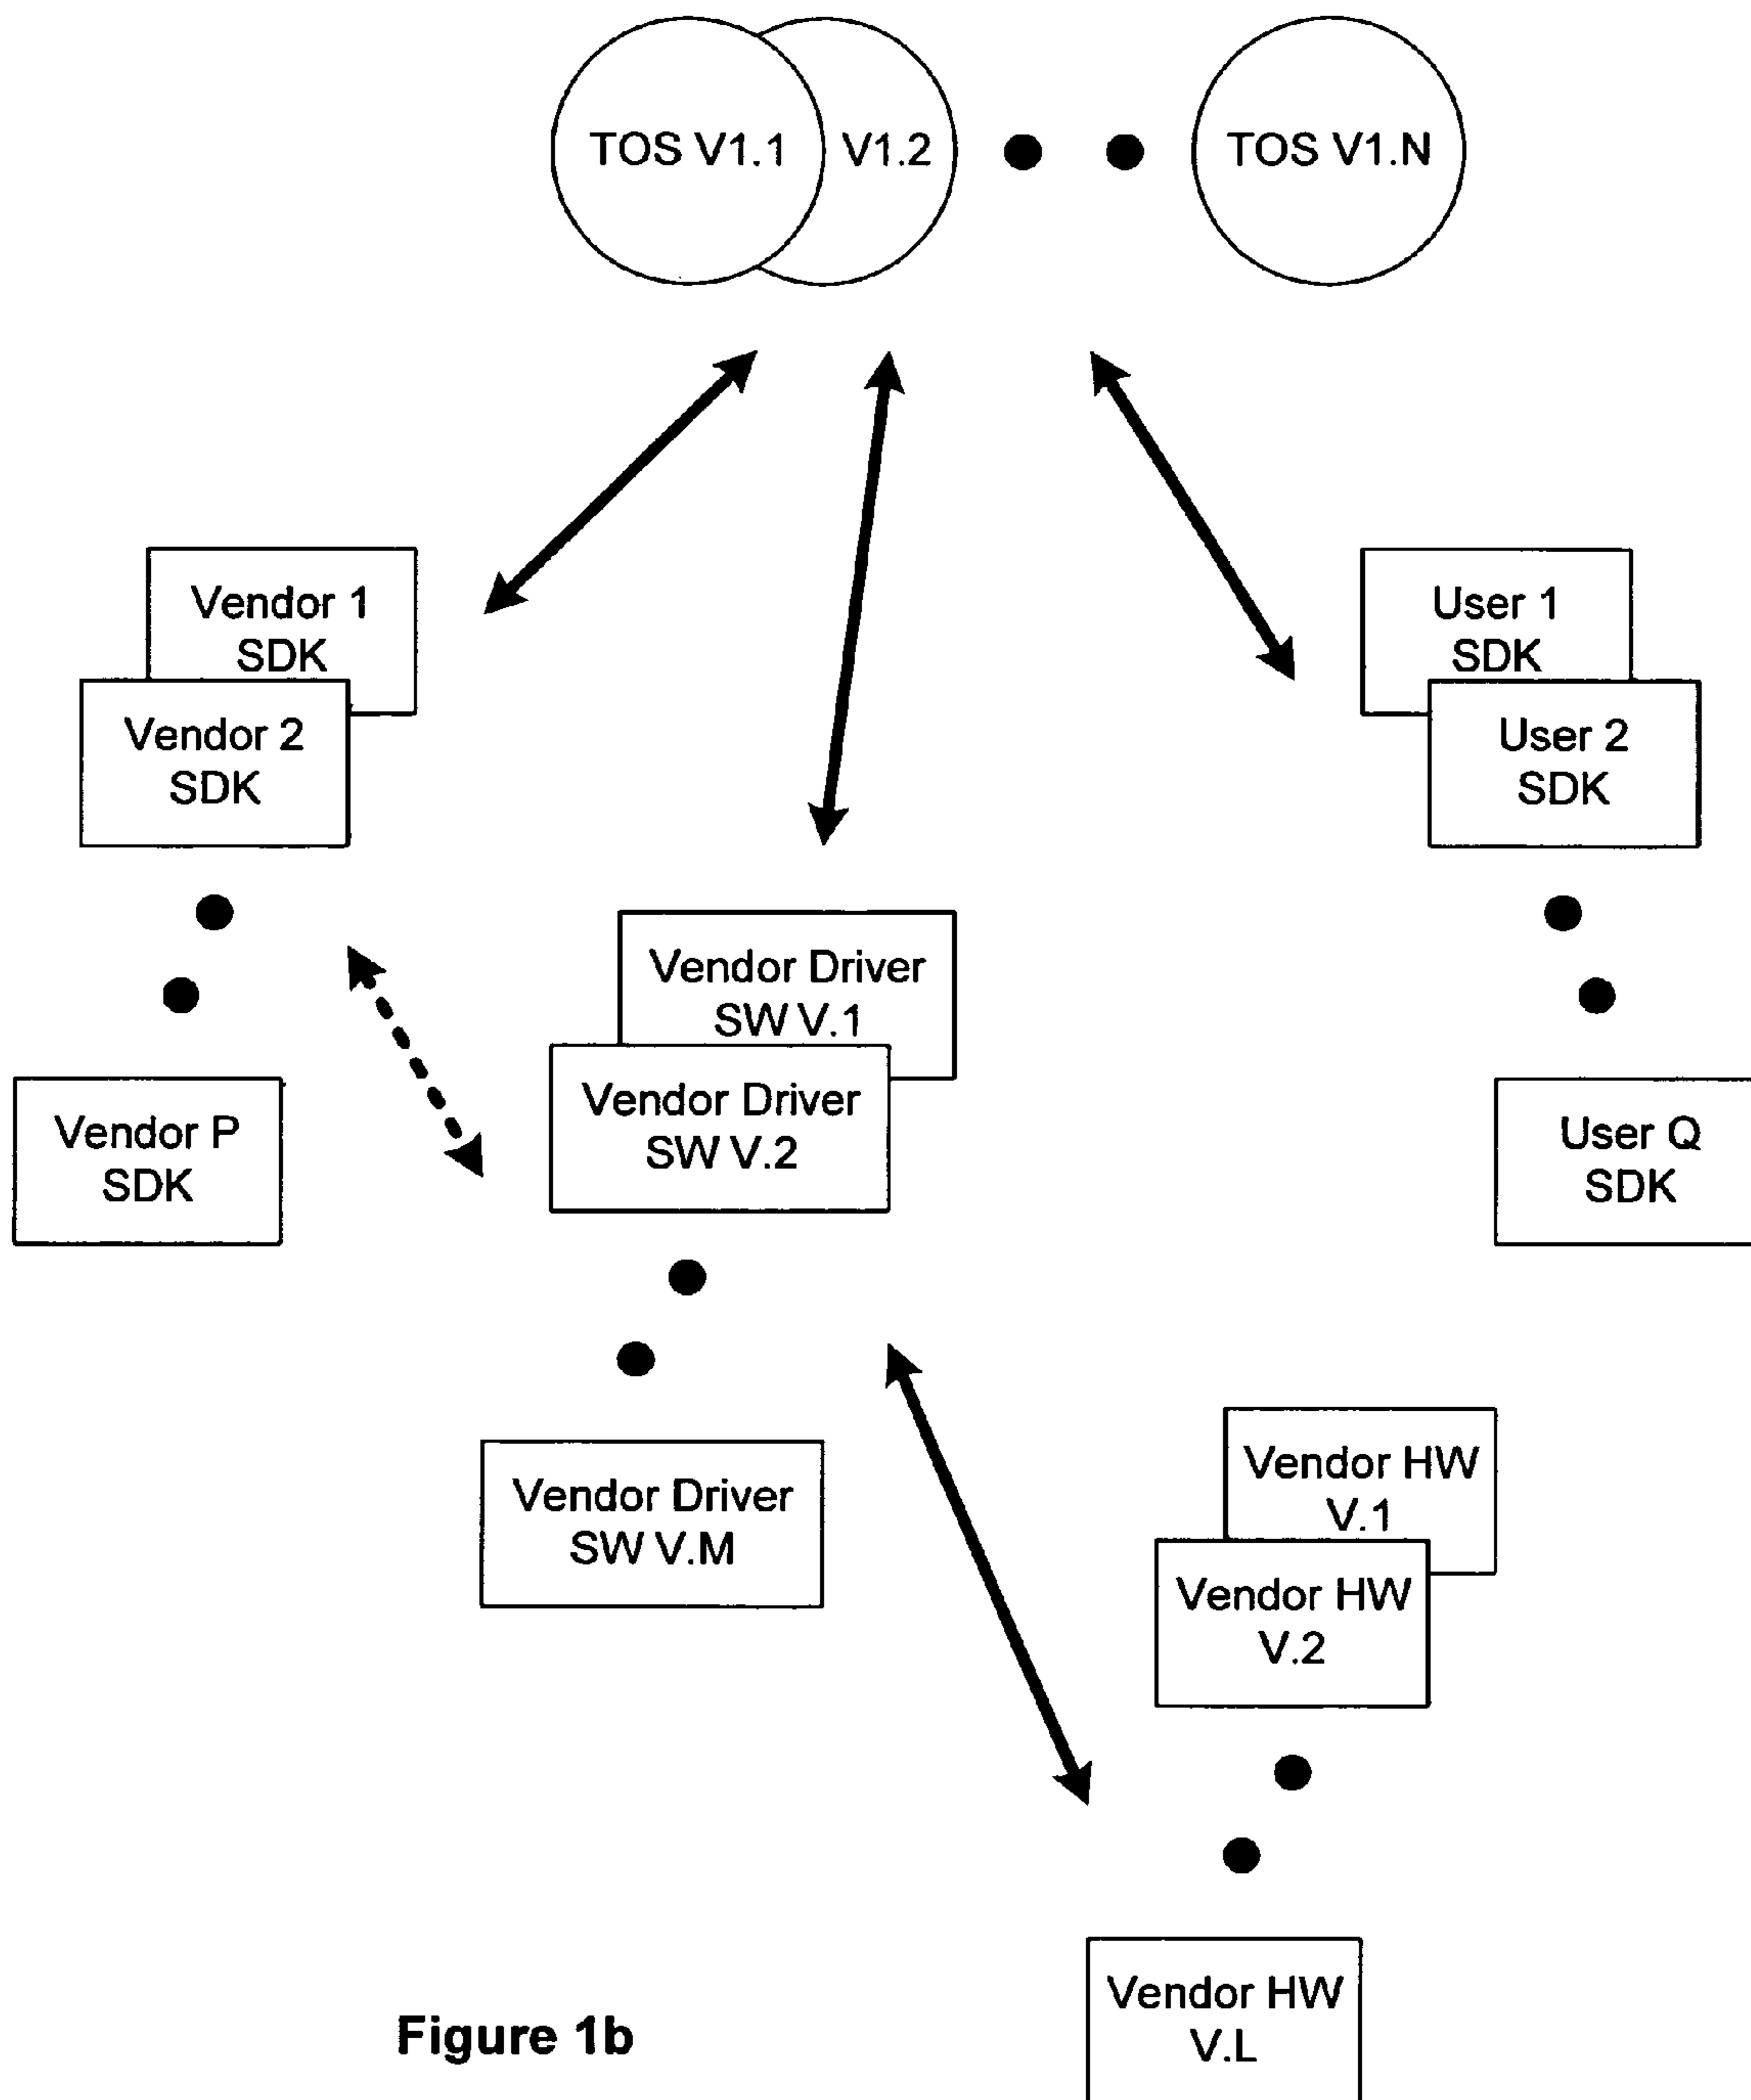 TOS V1.1
V1.2
TOS V1.N
Vendor 1
SDK
Vendor 2
SDK
Vendor P
SDK
User 1
SDK
User 2
SDK
User Q
SDK
Vendor Driver
SW V.1
Vendor Driver
SW V.2
Vendor Driver
SW V.M
Vendor HW
V.1
Vendor HW
V.2
Vendor HW
V.L
Figure 1b